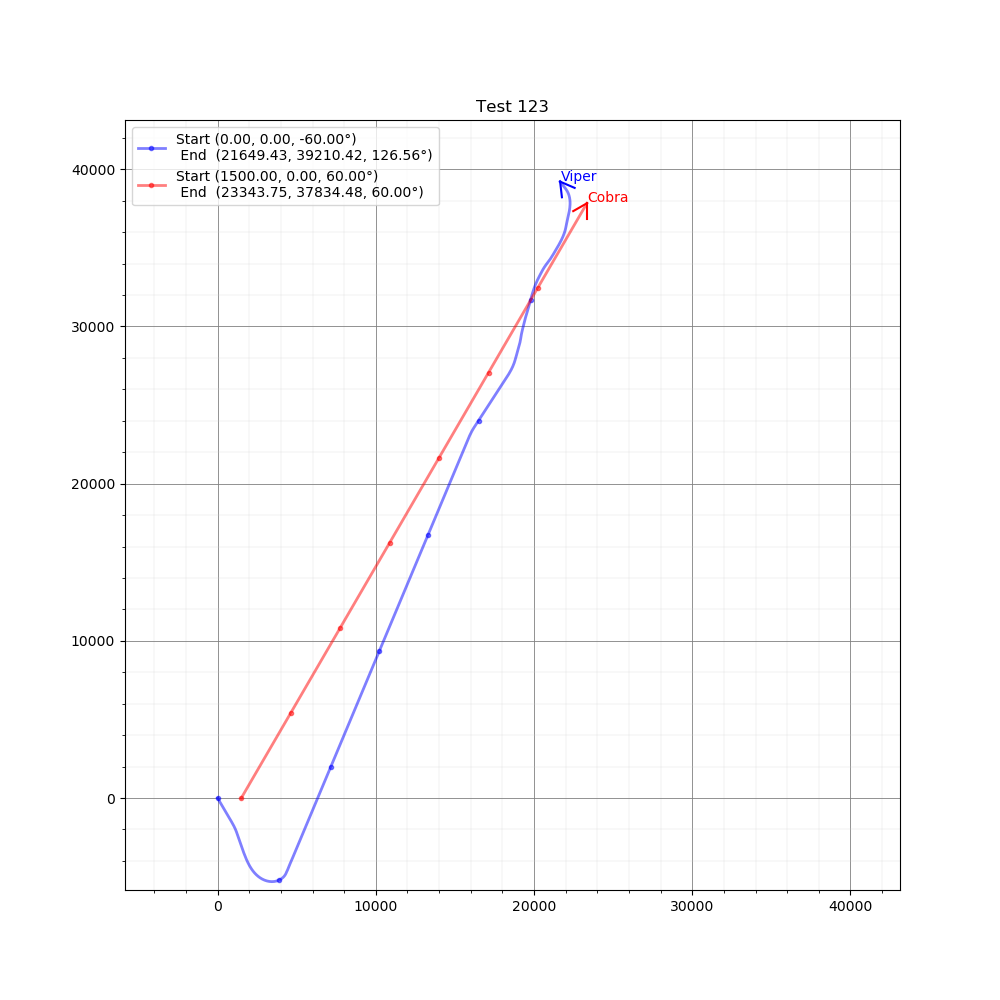 Test 123
Start (0.00, 0.00, -60.00°)
End (21649.43, 39210.42, 126.56°)
Start (1500.00, 0.00, 60.00°)
End (23343.75, 37834.48, 60.00°)
Viper
Cobra
40000
30000
20000
10000
0
0 10000 20000 30000 40000